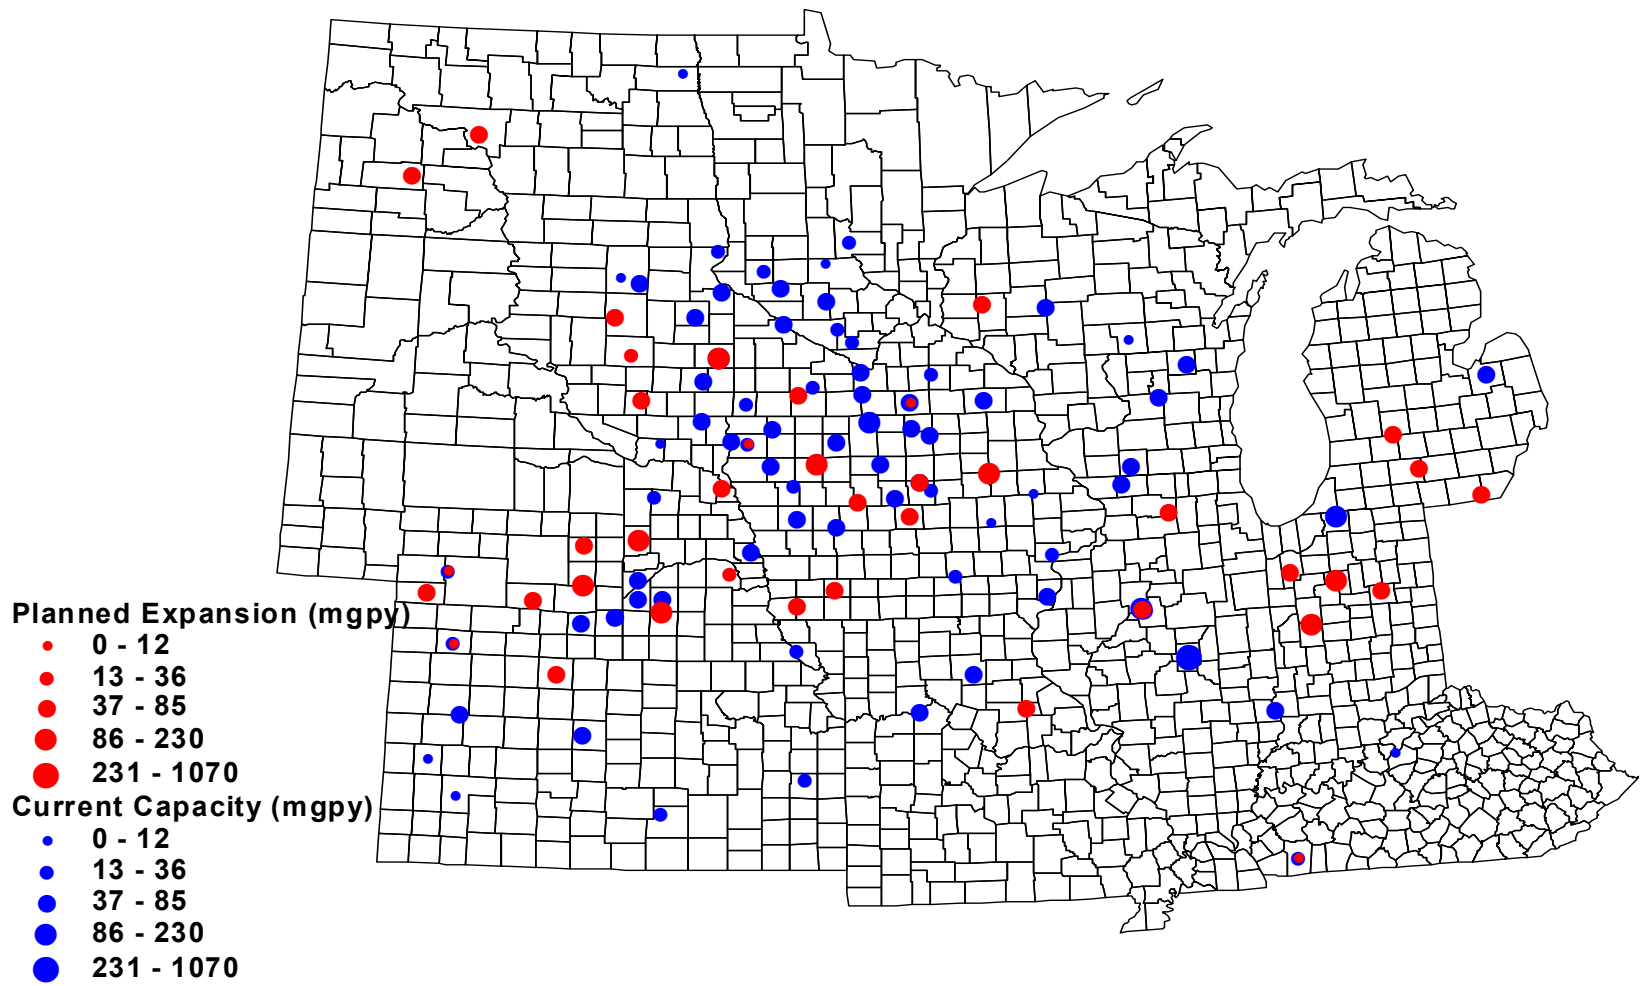 Planned Expansion (mgpy)
0 - 12
13 - 36
37 - 85
86 - 230
231 - 1070
Current Capacity (mgpy)
0 - 12
13 - 36
37 - 85
86 - 230
231 - 1070